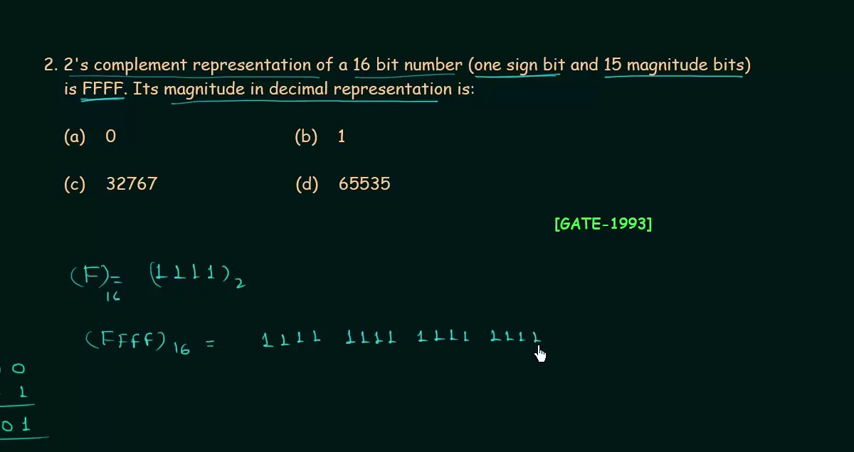 2. 2's complement representation of a 16 bit number (one sign bit and 15 magnitude bits)
is FFFF. Its magnitude in decimal representation is:
(a) 0 (b) 1
(c) 32767 (d) 65535
[GATE-1993]
(F)₁₆ = (1111)₂
(FFFF)₁₆ = 1111 1111 1111 1111
0
1
01